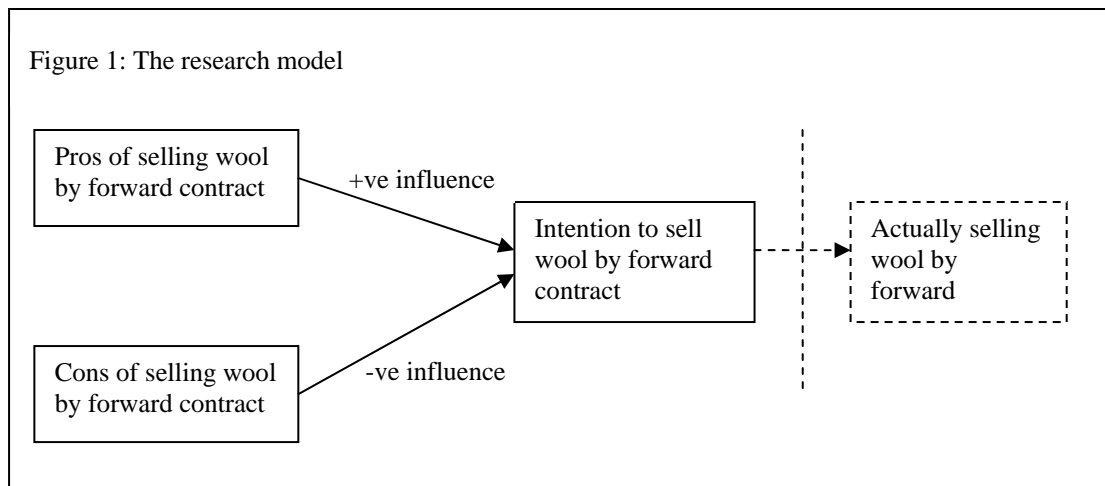 Figure 1: The research model
Pros of selling wool
by forward contract
+ve influence
Intention to sell
wool by forward
contract
Actually selling
wool by
forward
Cons of selling wool
by forward contract
-ve influence